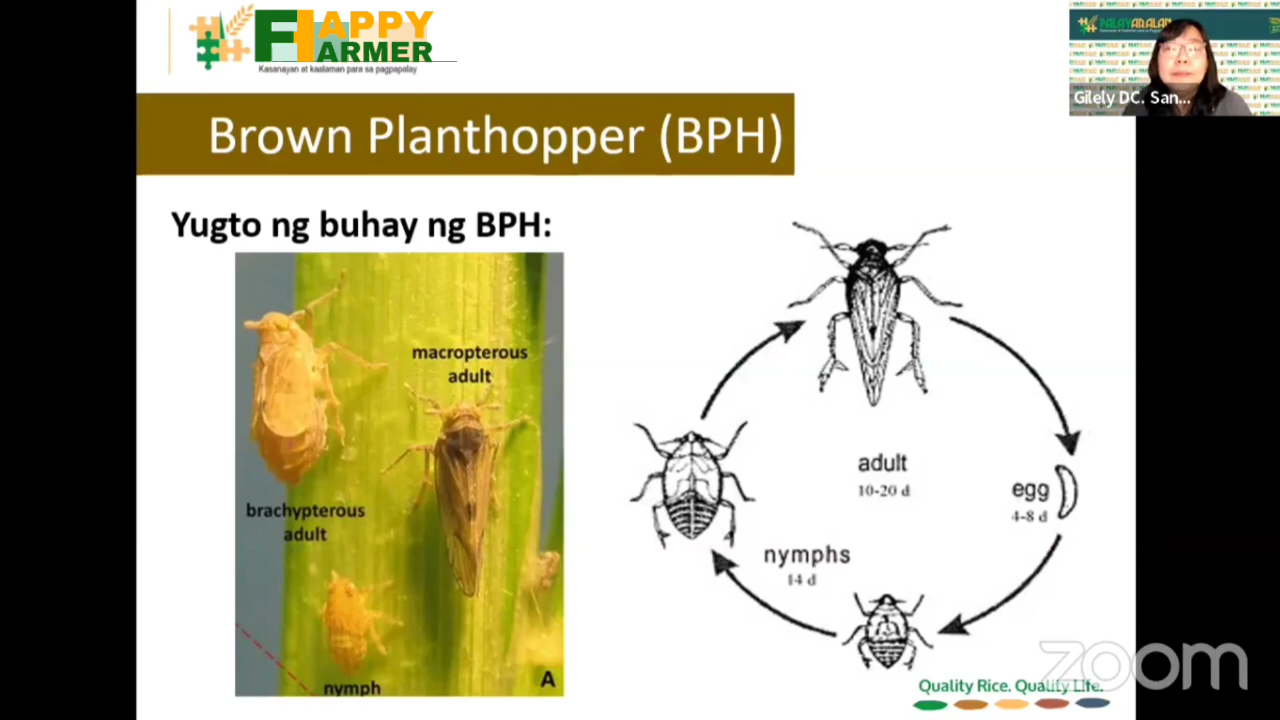 HAPPY
FARMER
Kasanayan at kaalaman para sa pagpapalay
PALAYARALAN
Gilely DC. San...
Brown Planthopper (BPH)
Yugto ng buhay ng BPH:
macropterous
adult
brachypterous
adult
nymph
A
adult
10-20 d
egg
4-8 d
nymphs
14 d
zoom
Quality Rice. Quality Life.